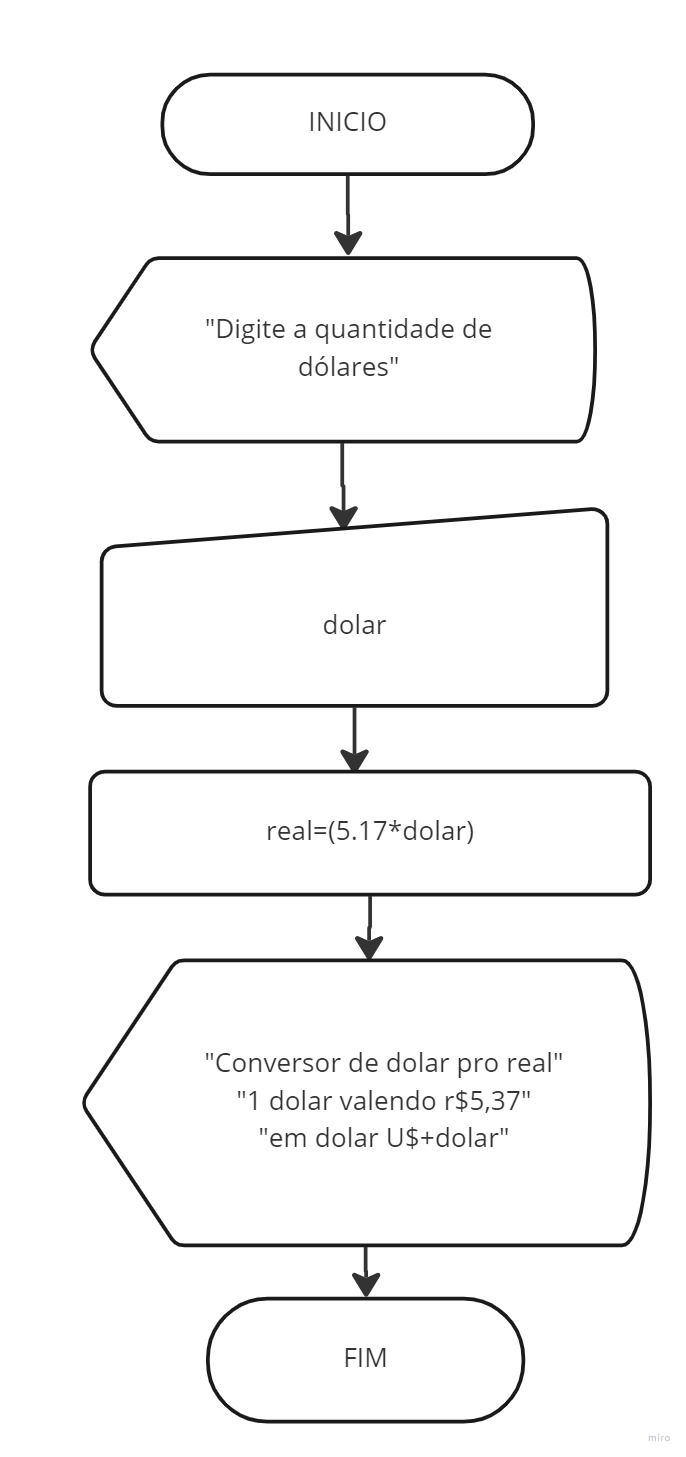 INICIO
"Digite a quantidade de
dólares"
dolar
real=(5.17*dolar)
"Conversor de dolar pro real"
"1 dolar valendo r$5,37"
"em dolar U$+dolar"
FIM
miro